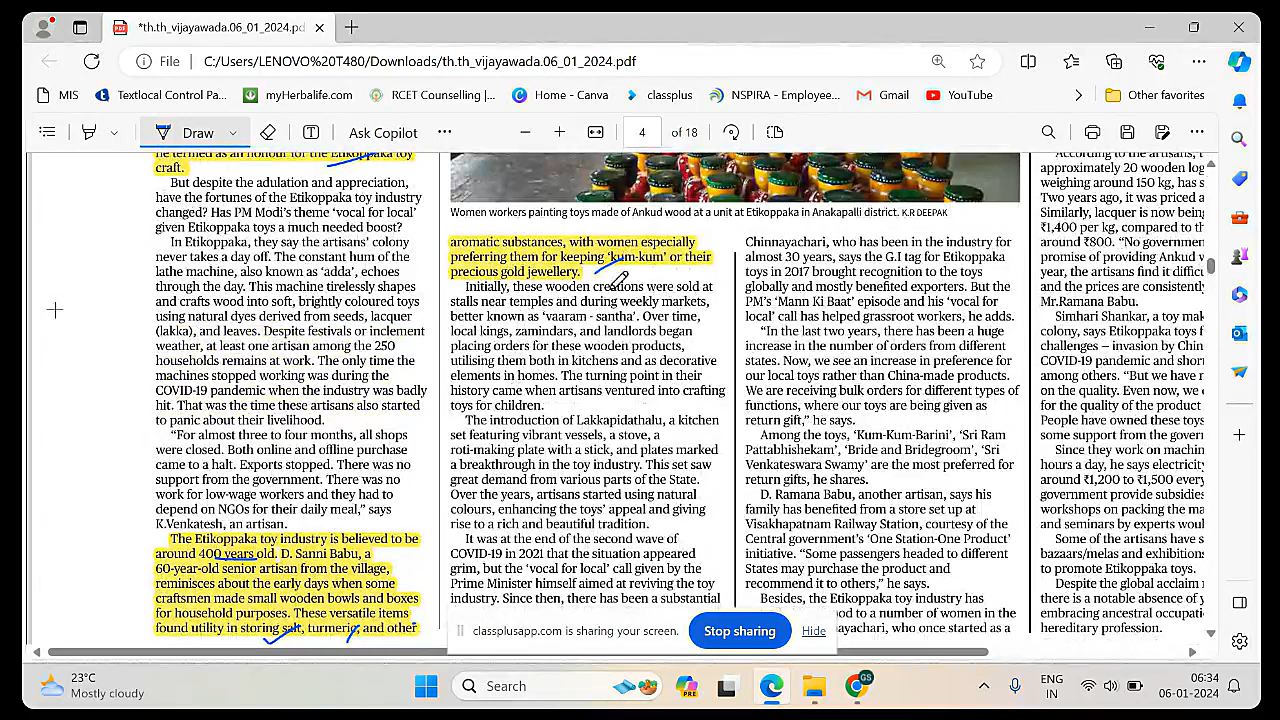 *th.th_vijayawada.06_01_2024.pd
File
C:/Users/LENOVO%20T480/Downloads/th.th_vijayawada.06_01_2024.pdf
MIS
Textlocal Control Pa...
myHerbalife.com
RCET Counselling |...
Home - Canva
classplus
NSPIRA - Employee...
Gmail
YouTube
Other favorites
Draw
Ask Copilot
4
of 18
he termed as an honour for the Etikoppaka toy
craft.
But despite the adulation and appreciation,
have the fortunes of the Etikoppaka toy industry
changed? Has PM Modi's theme 'vocal for local'
given Etikoppaka toys a much needed boost?
In Etikoppaka, they say the artisans' colony
never takes a day off. The constant hum of the
lathe machine, also known as 'adda', echoes
through the day. This machine tirelessly shapes
and crafts wood into soft, brightly coloured toys
using natural dyes derived from seeds, lacquer
(lakka), and leaves. Despite festivals or inclement
weather, at least one artisan among the 250
households remains at work. The only time the
machines stopped working was during the
COVID-19 pandemic when the industry was badly
hit. That was the time these artisans also started
to panic about their livelihood.
"For almost three to four months, all shops
were closed. Both online and offline purchase
came to a halt. Exports stopped. There was no
support from the government. There was no
work for low-wage workers and they had to
depend on NGOs for their daily meal," says
K.Venkatesh, an artisan.
The Etikoppaka toy industry is believed to be
around 400 years old. D. Sanni Babu, a
60-year-old senior artisan from the village,
reminisces about the early days when some
craftsmen made small wooden bowls and boxes
for household purposes. These versatile items
found utility in storing salt, turmeric, and other
Women workers painting toys made of Ankud wood at a unit at Etikoppaka in Anakapalli district. K.R DEEPAK
aromatic substances, with women especially
preferring them for keeping 'kum-kum' or their
precious gold jewellery.
Initially, these wooden creations were sold at
stalls near temples and during weekly markets,
better known as 'vaaram - santha'. Over time,
local kings, zamindars, and landlords began
placing orders for these wooden products,
utilising them both in kitchens and as decorative
elements in homes. The turning point in their
history came when artisans ventured into crafting
toys for children.
The introduction of Lakkapidathalu, a kitchen
set featuring vibrant vessels, a stove, a
roti-making plate with a stick, and plates marked
a breakthrough in the toy industry. This set saw
great demand from various parts of the State.
Over the years, artisans started using natural
colours, enhancing the toys' appeal and giving
rise to a rich and beautiful tradition.
It was at the end of the second wave of
COVID-19 in 2021 that the situation appeared
grim, but the 'vocal for local' call given by the
Prime Minister himself aimed at reviving the toy
industry. Since then, there has been a substantial
Chinnayachari, who has been in the industry for
almost 30 years, says the G.I tag for Etikoppaka
toys in 2017 brought recognition to the toys
globally and mostly benefited exporters. But the
PM's 'Mann Ki Baat' episode and his 'vocal for
local' call has helped grassroot workers, he adds.
"In the last two years, there has been a huge
increase in the number of orders from different
states. Now, we see an increase in preference for
our local toys rather than China-made products.
We are receiving bulk orders for different types of
functions, where our toys are being given as
return gift," he says.
Among the toys, 'Kum-Kum-Barini', 'Sri Ram
Pattabhishekam', 'Bride and Bridegroom', 'Sri
Venkateswara Swamy' are the most preferred for
return gifts, he shares.
D. Ramana Babu, another artisan, says his
family has benefited from a store set up at
Visakhapatnam Railway Station, courtesy of the
Central government's 'One Station-One Product'
initiative. "Some passengers headed to different
States may purchase the product and
recommend it to others," he says.
Besides, the Etikoppaka toy industry has
ood to a number of women in the
ayachari, who once started as a
According to the artisans, t
approximately 20 wooden log
weighing around 150 kg, has s
Two years ago, it was priced a
Similarly, lacquer is now being
₹1,400 per kg, compared to the
around ₹800. "No government
promise of providing Ankud w
year, the artisans find it difficu
and the prices are consistently
Mr.Ramana Babu.
Simhari Shankar, a toy mak
colony, says Etikoppaka toys f
challenges – invasion by Chin
COVID-19 pandemic and short
among others. "But we have n
on the quality. Even now, we d
for the quality of the product
People have owned these toys
some support from the govern
Since they work on machin
hours a day, he says electricity
around ₹1,200 to ₹1,500 every
government provide subsidies
workshops on packing the ma
and seminars by experts woul
Some of the artisans have s
bazaars/melas and exhibitions
to promote Etikoppaka toys.
Despite the global acclaim
there is a notable absence of y
embracing ancestral occupatio
hereditary profession.
classplusapp.com is sharing your screen.
Stop sharing
Hide
23°C
Mostly cloudy
Search
PRE
GS
ENG
IN
06:34
06-01-2024